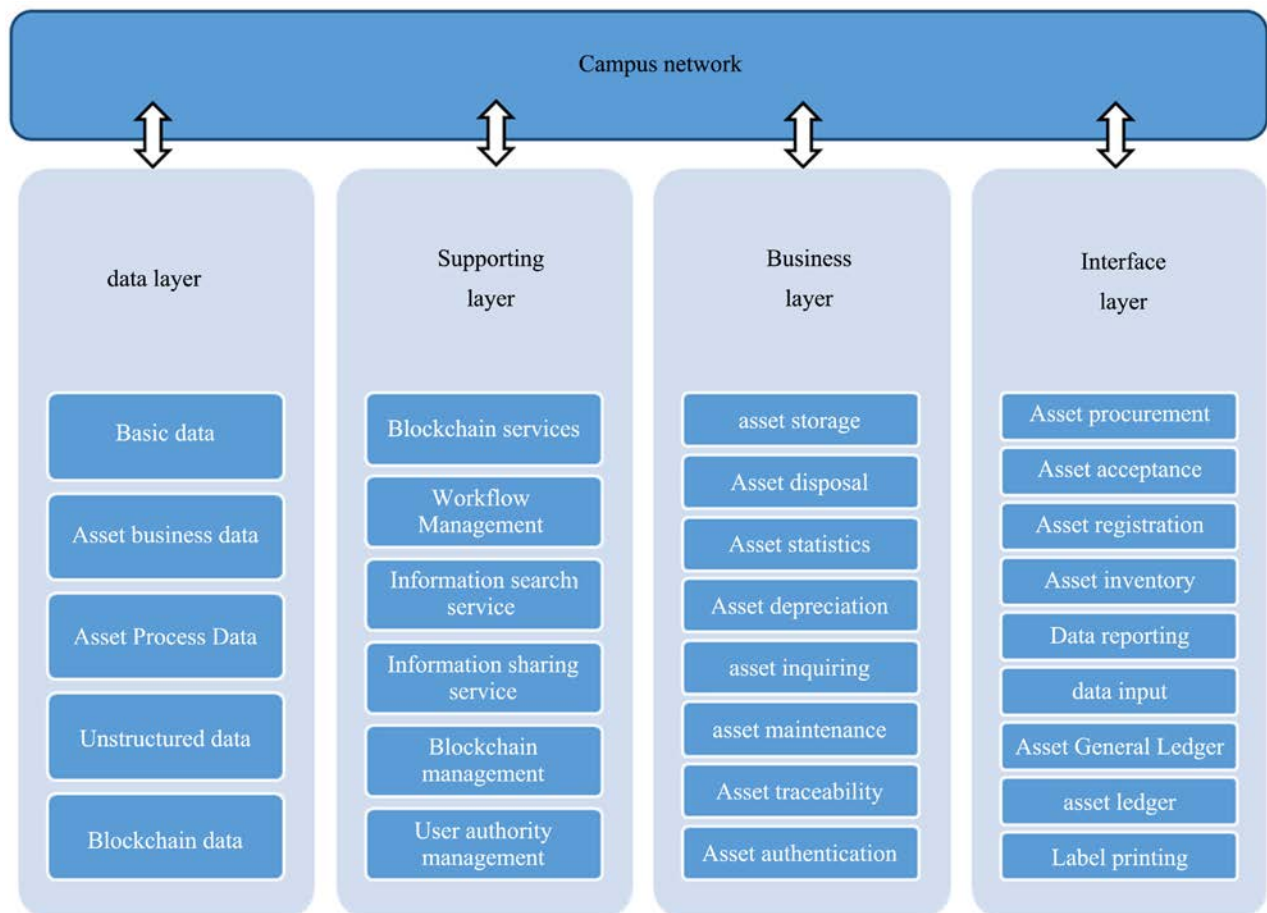 Campus network
data layer
Basic data
Asset business data
Asset Process Data
Unstructured data
Blockchain data
Supporting
layer
Blockchain services
Workflow
Management
Information search
service
Information sharing
service
Blockchain
management
User authority
management
Business
layer
asset storage
Asset disposal
Asset statistics
Asset depreciation
asset inquiring
asset maintenance
Asset traceability
Asset authentication
Interface
layer
Asset procurement
Asset acceptance
Asset registration
Asset inventory
Data reporting
data input
Asset General Ledger
asset ledger
Label printing